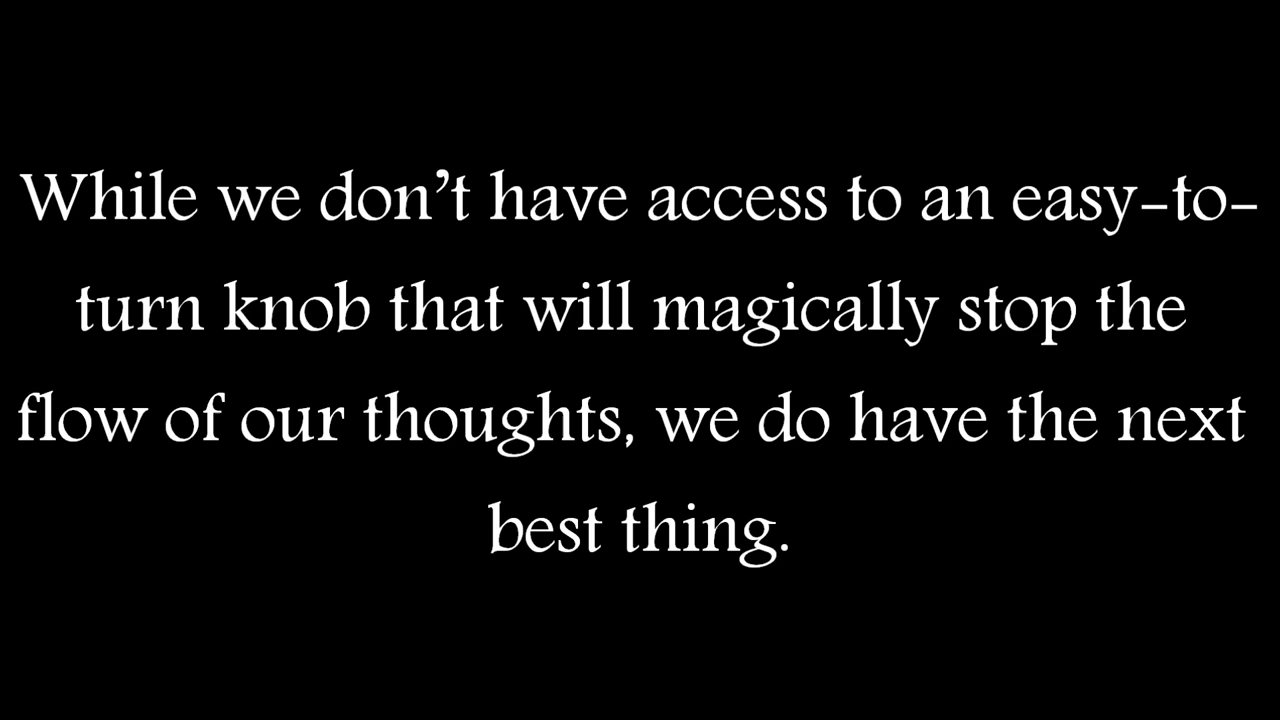 While we don’t have access to an easy-to-
turn knob that will magically stop the
flow of our thoughts, we do have the next
best thing.